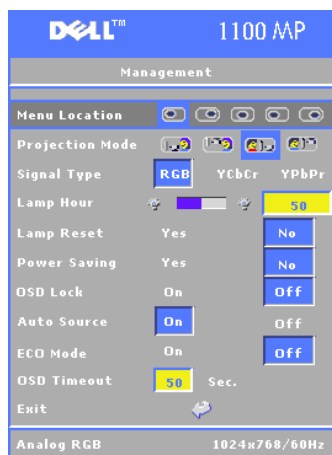 DELL™ 1100 MP
Management
Menu Location
Projection Mode
Signal Type RGB YCbCr YPbPr
Lamp Hour 50
Lamp Reset Yes No
Power Saving Yes No
OSD Lock On Off
Auto Source On Off
ECO Mode On Off
OSD Timeout 50 Sec.
Exit
Analog RGB 1024x768/60Hz